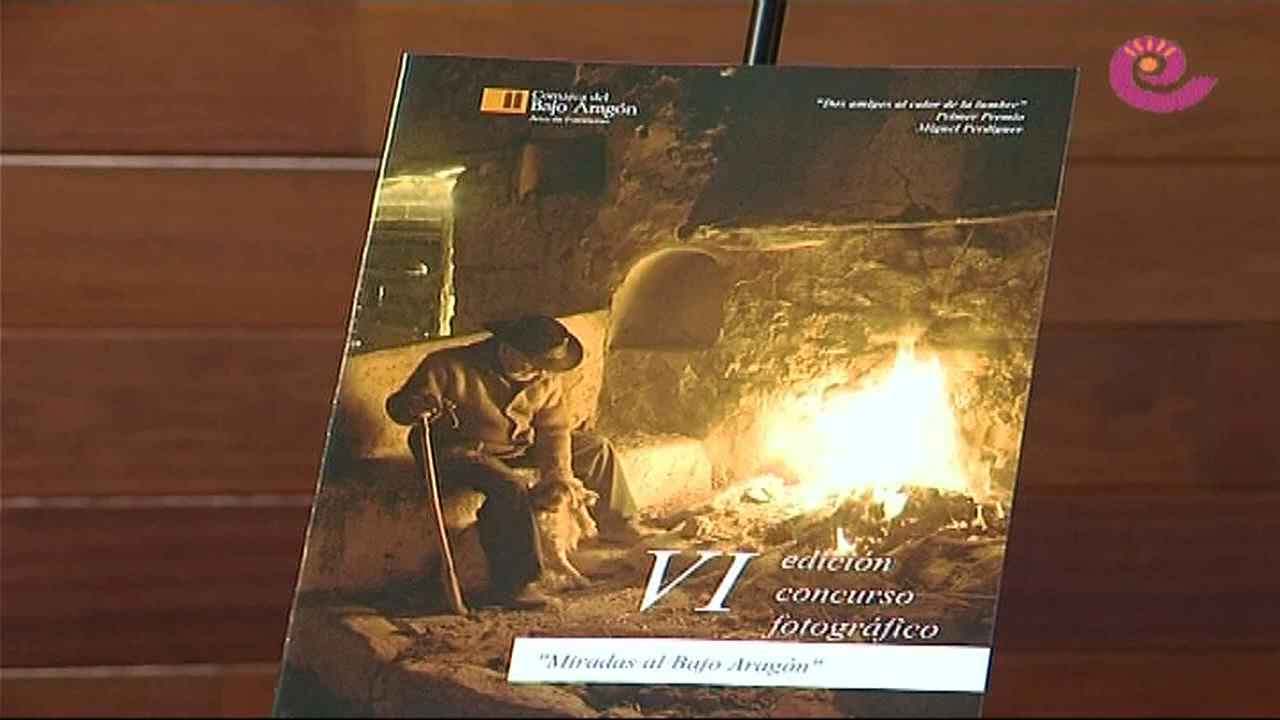 Comarca del
Bajo Aragón
"Dos amigos al calor de la lumbre"
Primer Premio
Miguel Perdiguer
VI edición
concurso
fotográfico
"Miradas al Bajo Aragón"